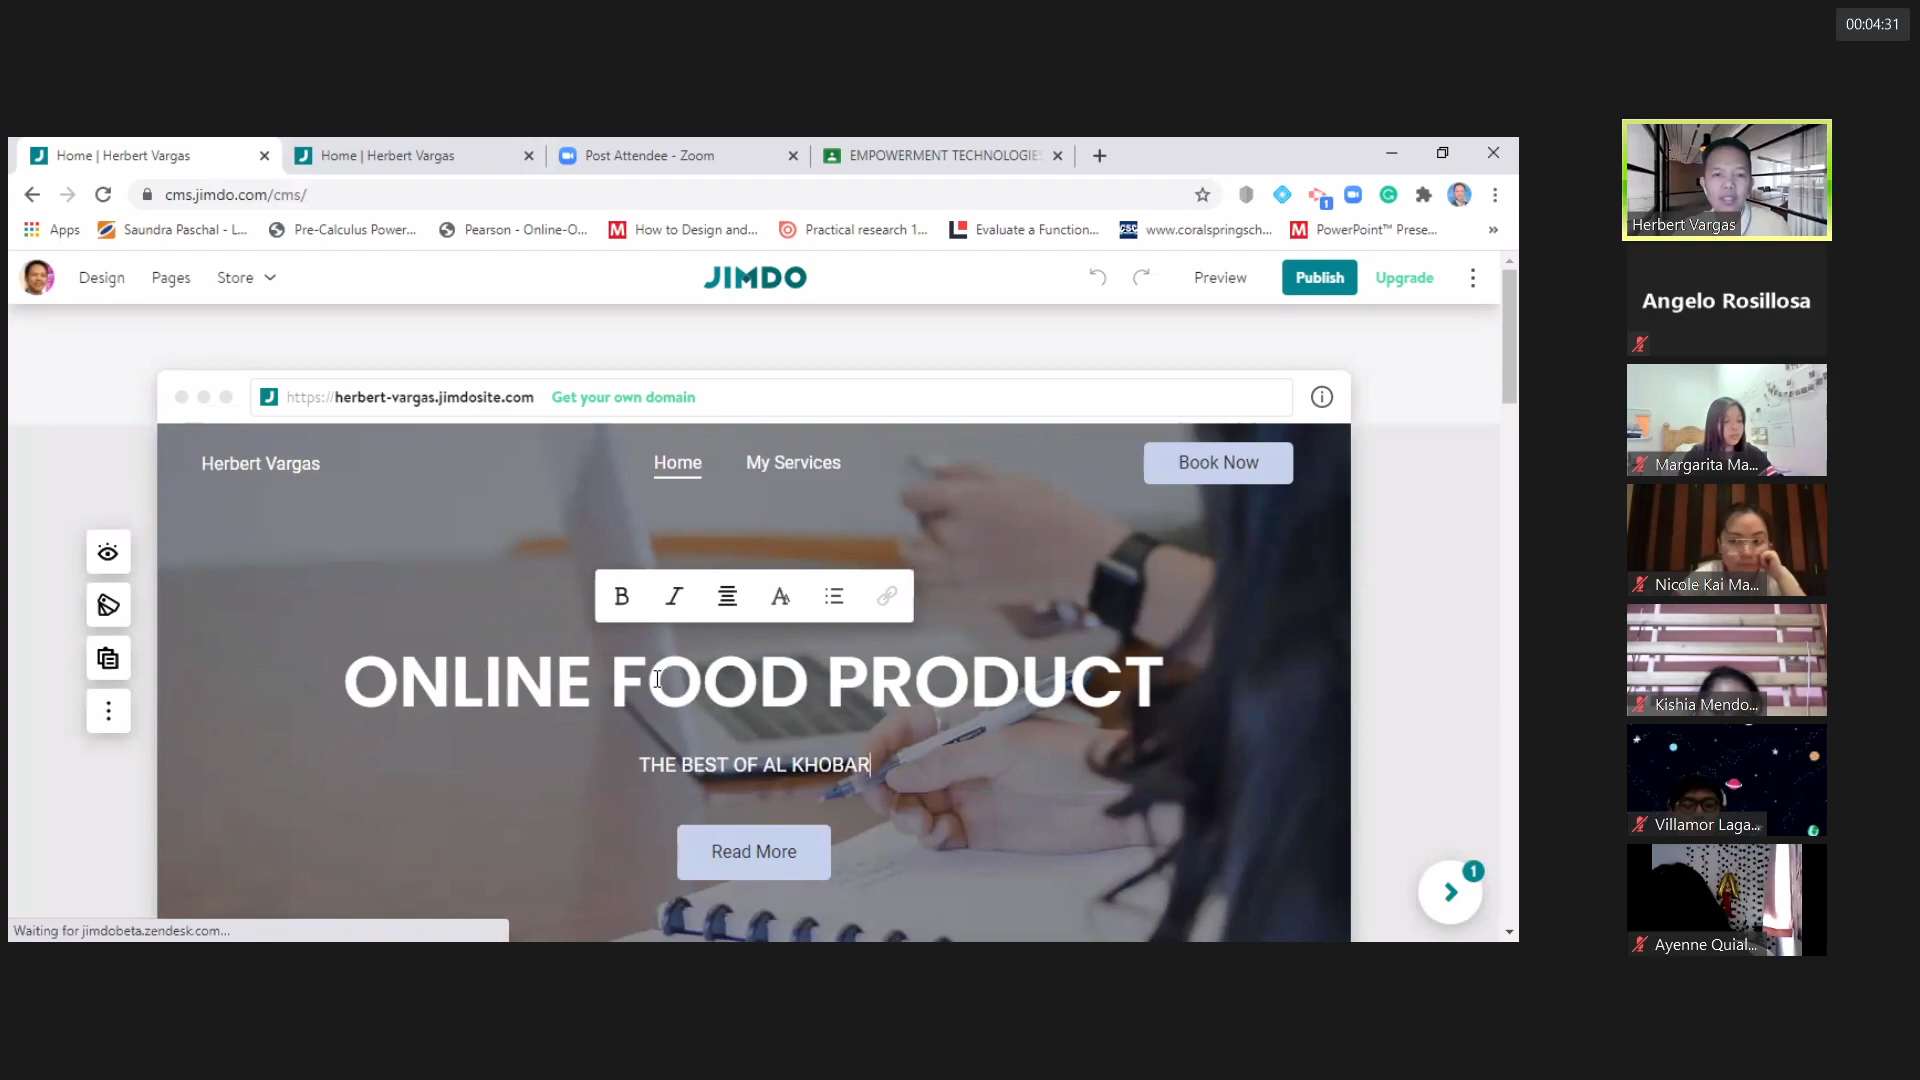 00:04:31
Home | Herbert Vargas
Home | Herbert Vargas
Post Attendee - Zoom
EMPOWERMENT TECHNOLOGIES
cms.jimdo.com/cms/
1
Apps
Saundra Paschal - L...
Pre-Calculus Power...
Pearson - Online-O...
How to Design and...
Practical research 1...
Evaluate a Function...
www.coralspringsch...
PowerPoint™ Prese...
Design
Pages
Store
JIMDO
Preview
Publish
Upgrade
https://herbert-vargas.jimdosite.com
Get your own domain
Herbert Vargas
Home
My Services
Book Now
ONLINE FOOD PRODUCT
THE BEST OF AL KHOBAR
Read More
1
Waiting for jimdobeta.zendesk.com...
Herbert Vargas
Angelo Rosillosa
Margarita Ma...
Nicole Kai Ma...
Kishia Mendo...
Villamor Laga...
Ayenne Quial...